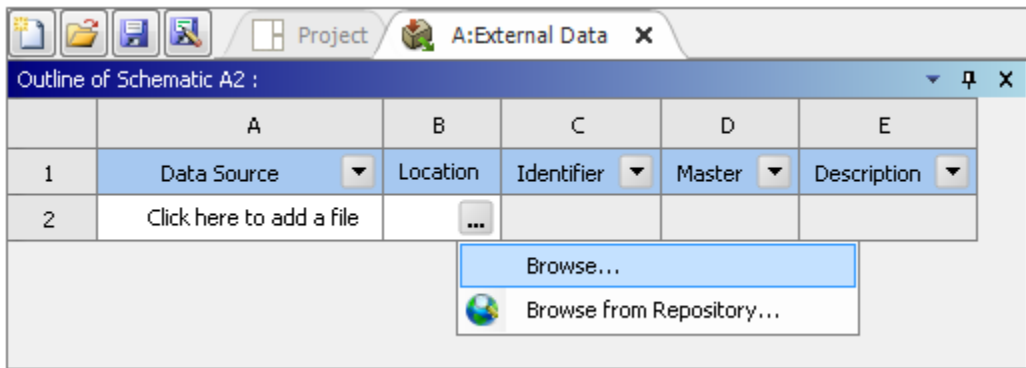 Project A:External Data
Outline of Schematic A2 :
A B C D E
1 Data Source Location Identifier Master Description
2 Click here to add a file ...
Browse...
Browse from Repository...